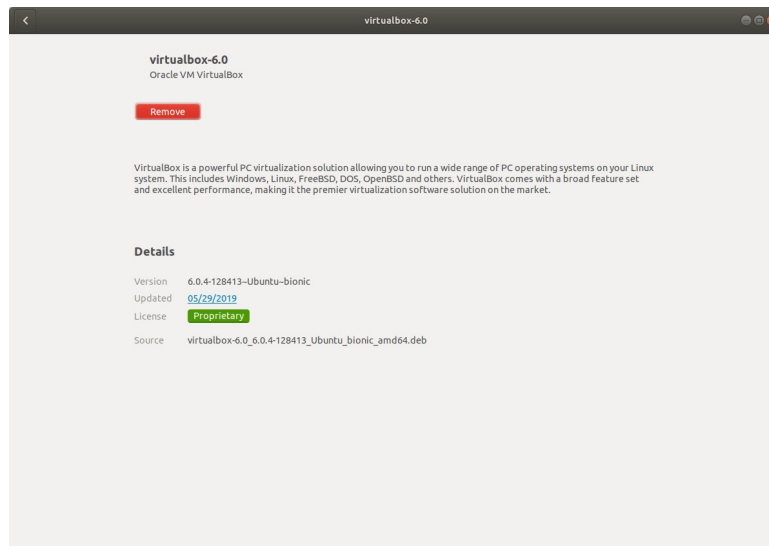 virtualbox-6.0
virtualbox-6.0
Oracle VM VirtualBox
Remove
VirtualBox is a powerful PC virtualization solution allowing you to run a wide range of PC operating systems on your Linux
system. This includes Windows, Linux, FreeBSD, DOS, OpenBSD and others. VirtualBox comes with a broad feature set
and excellent performance, making it the premier virtualization software solution on the market.
Details
Version 6.0.4-128413~Ubuntu~bionic
Updated 05/29/2019
License Proprietary
Source virtualbox-6.0_6.0.4-128413_Ubuntu_bionic_amd64.deb